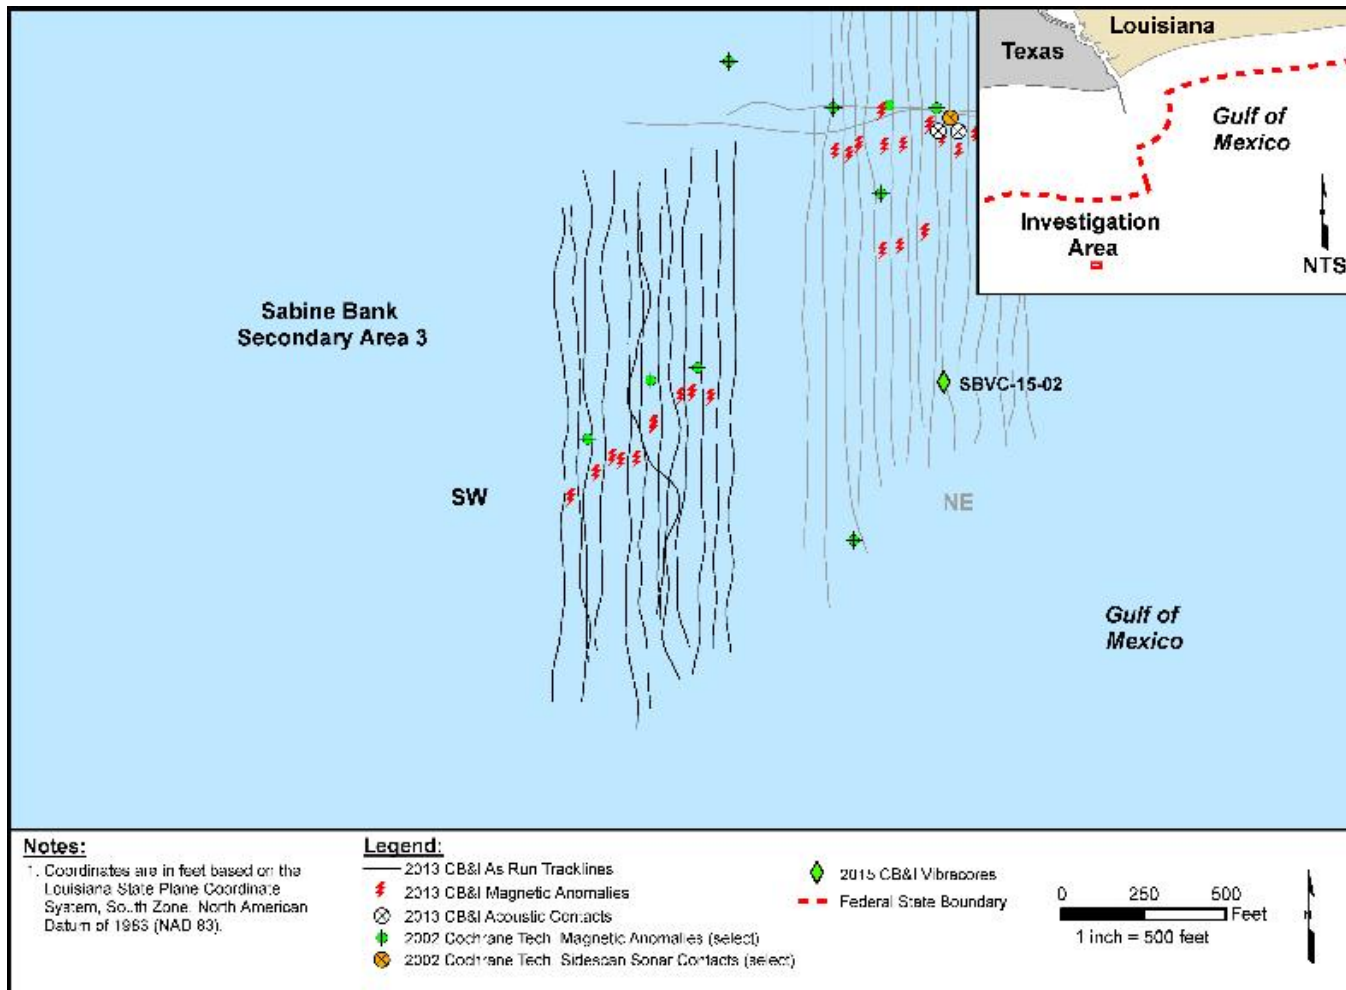 Louisiana
Texas
Gulf of
Mexico
Investigation
Area
NTS
Sabine Bank
Secondary Area 3
SBVC-15-02
SW
NE
Gulf of
Mexico
Notes:
1. Coordinates are in feet based on the
Louisiana State Plane Coordinate
System, South Zone, North American
Datum of 1983 (NAD 83).
Legend:
2013 CB&I As Run Tracklines
2013 CB&I Magnetic Anomalies
2013 CB&I Acoustic Contacts
2002 Cochrane Tech. Magnetic Anomalies (select)
2002 Cochrane Tech. Sidescan Sonar Contacts (select)
2015 CB&I Vibracores
Federal State Boundary
0 250 500
Feet
1 inch = 500 feet